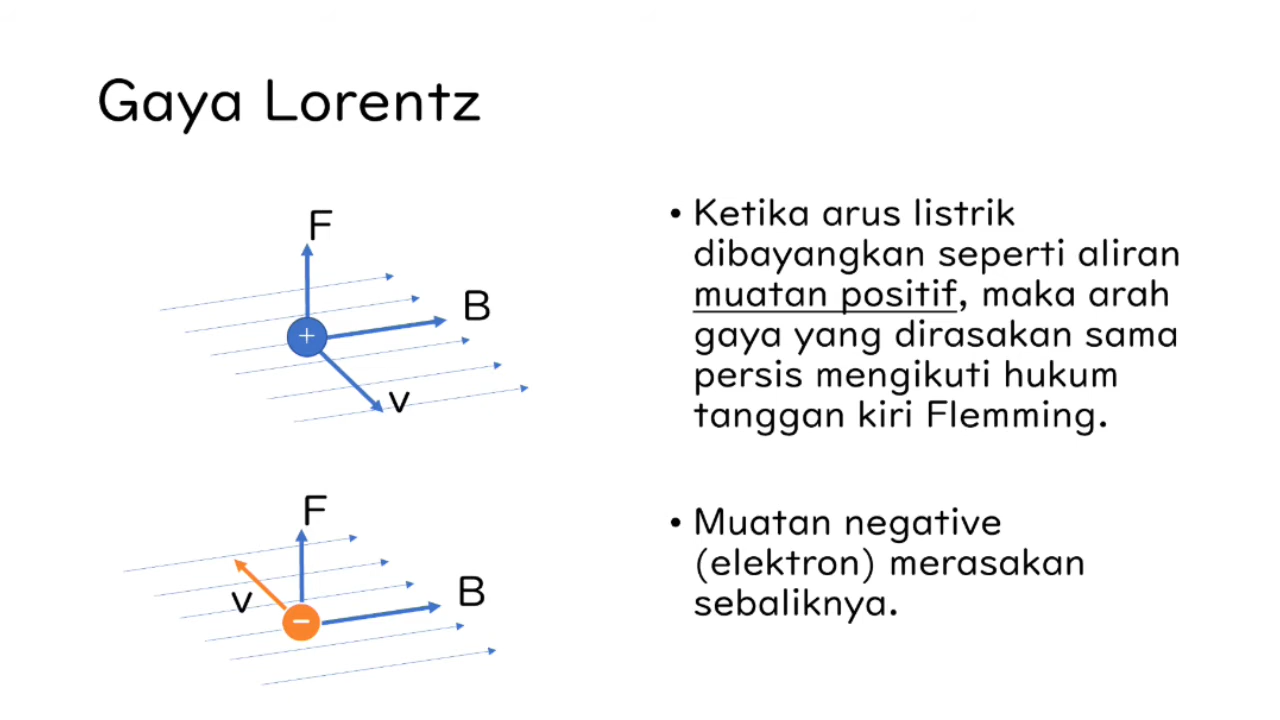 Gaya Lorentz
F
B
+
v
• Ketika arus listrik
dibayangkan seperti aliran
muatan positif, maka arah
gaya yang dirasakan sama
persis mengikuti hukum
tanggan kiri Flemming.
F
B
v
−
• Muatan negative
(elektron) merasakan
sebaliknya.